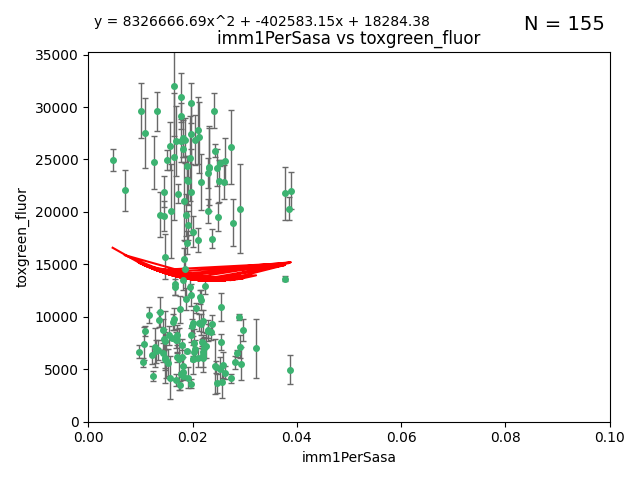 y = 8326666.69x^2 + -402583.15x + 18284.38
N = 155
imm1PerSasa vs toxgreen_fluor
toxgreen_fluor
35000
30000
25000
20000
15000
10000
5000
0
0.00 0.02 0.04 0.06 0.08 0.10
imm1PerSasa